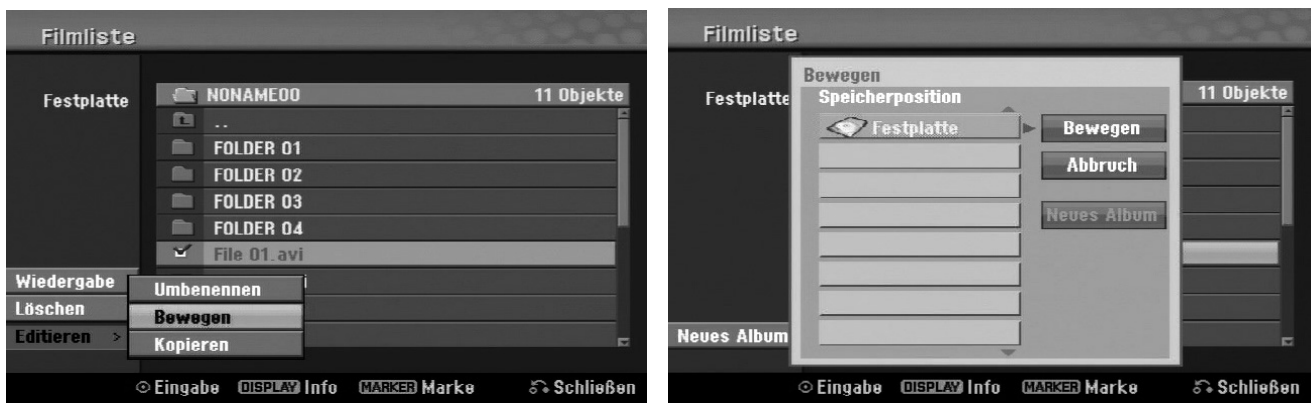 Filmliste
Festplatte
NONAME00 11 Objekte
..
FOLDER 01
FOLDER 02
FOLDER 03
FOLDER 04
File 01.avi
Wiedergabe
Löschen
Editieren >
Umbenennen
Bewegen
Kopieren
Eingabe DISPLAY Info MARKER Marke Schließen
Filmliste
Festplatte
11 Objekte
Bewegen
Speicherposition
Festplatte
Bewegen
Abbruch
Neues Album
Neues Album
Eingabe DISPLAY Info MARKER Marke Schließen